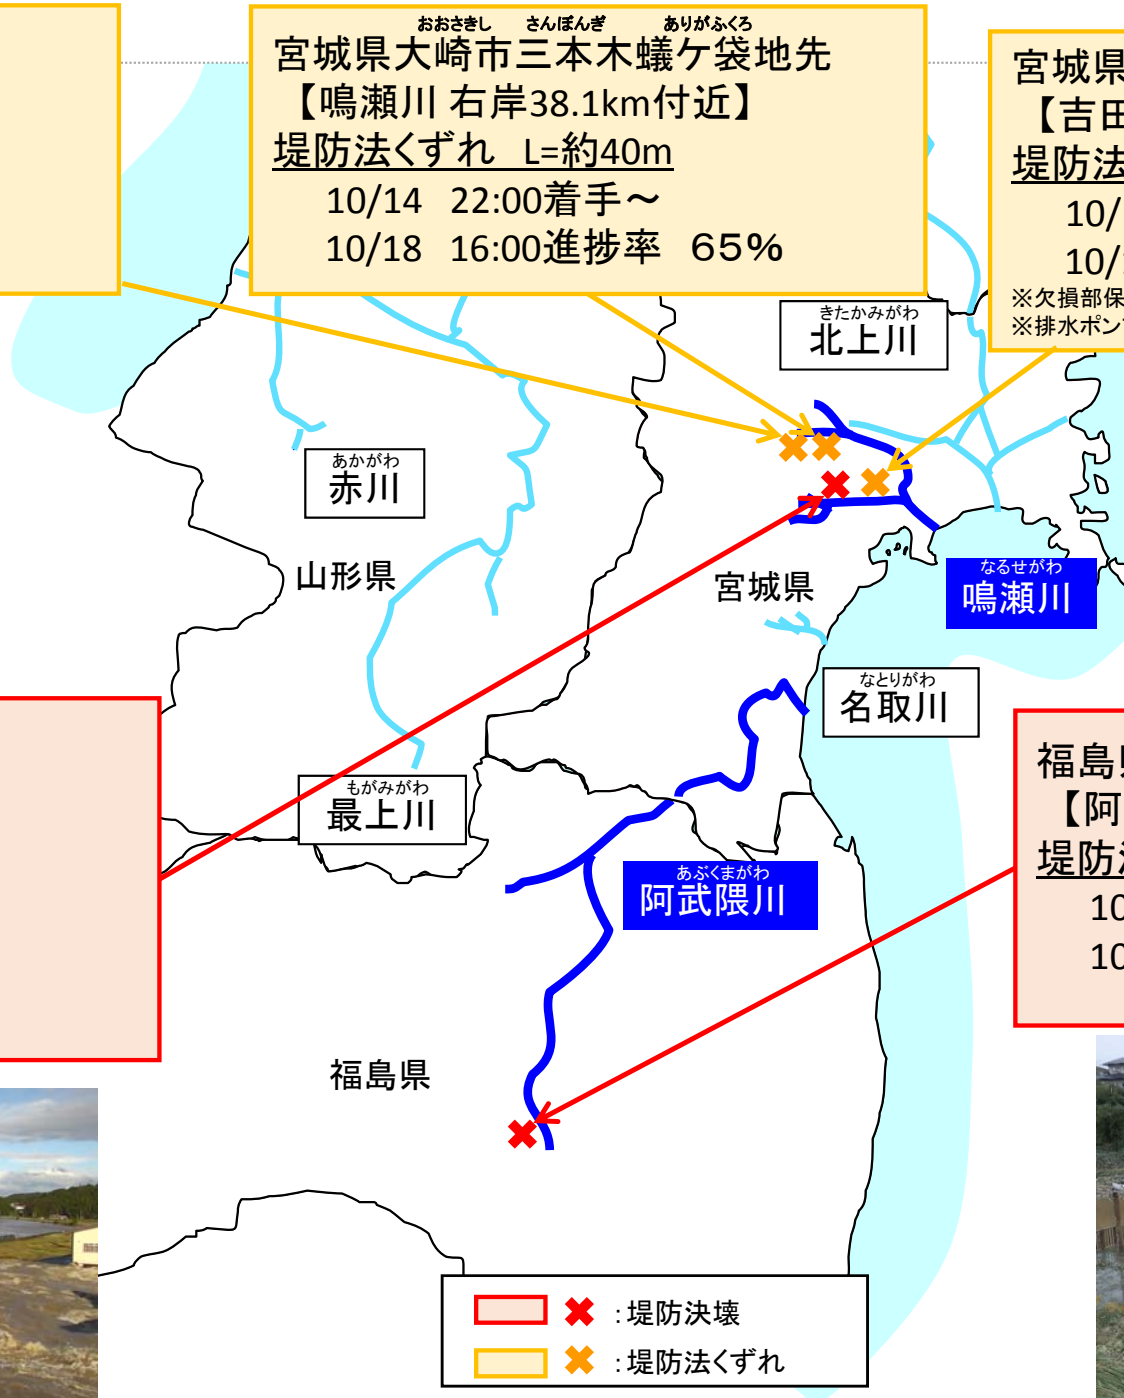 おおさきし さんぼんぎ ありがふくろ
宮城県大崎市三本木蟻ケ袋地先
【鳴瀬川 右岸38.1km付近】
堤防法くずれ L=約40m
10/14 22:00着手～
10/18 16:00進捗率 65%
宮城県
【吉田
堤防法
10/
10/
※欠損部保
※排水ポン
きたかみがわ
北上川
あかがわ
赤川
山形県
宮城県
なるせがわ
鳴瀬川
なとりがわ
名取川
もがみがわ
最上川
あぶくまがわ
阿武隈川
福島県
【阿
堤防決
10
10
福島県
:堤防決壊
:堤防法くずれ